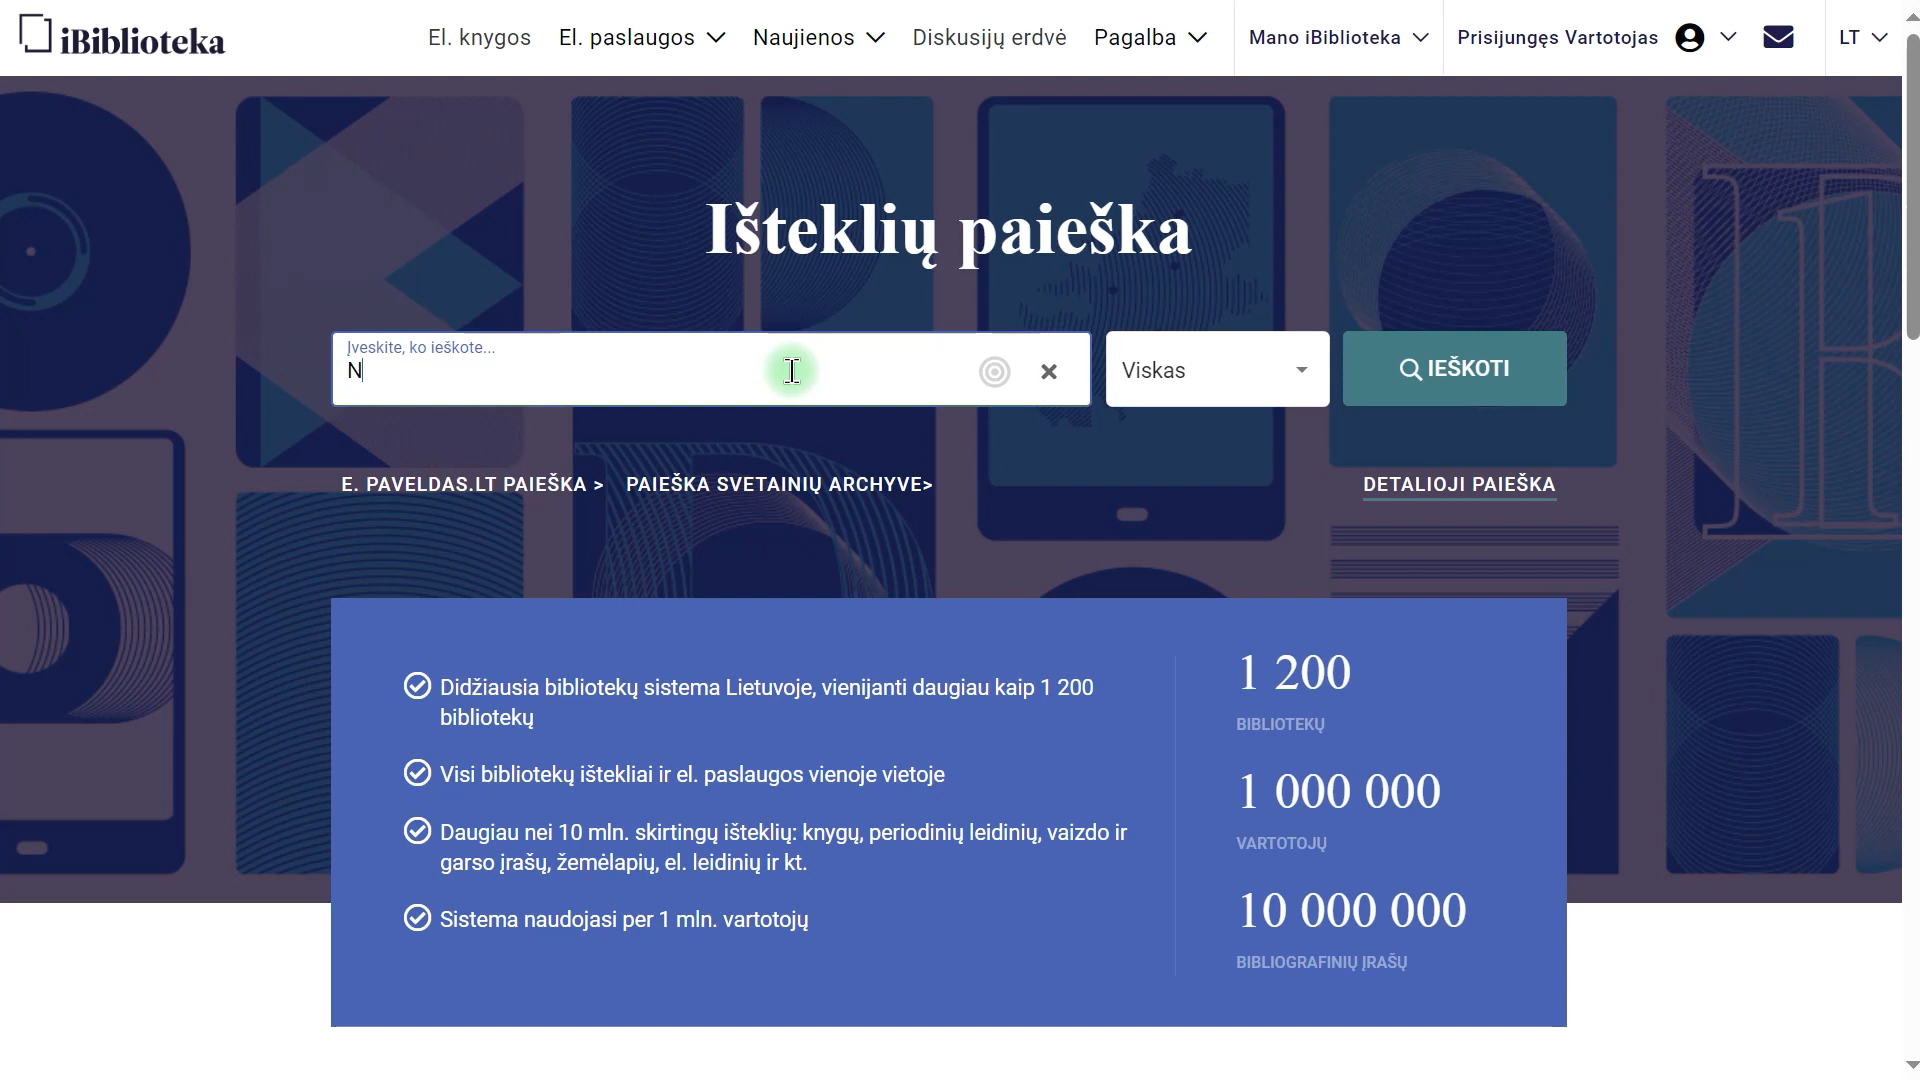 iBiblioteka
El. knygos
El. paslaugos
Naujienos
Diskusijų erdvė
Pagalba
Mano iBiblioteka
Prisijungęs Vartotojas
LT
Išteklių paieška
Įveskite, ko ieškote...
N
Viskas
IEŠKOTI
E. PAVELDAS.LT PAIEŠKA >
PAIEŠKA SVETAINIŲ ARCHYVE>
DETALIOJI PAIEŠKA
Didžiausia bibliotekų sistema Lietuvoje, vienijanti daugiau kaip 1 200
bibliotekų
Visi bibliotekų ištekliai ir el. paslaugos vienoje vietoje
Daugiau nei 10 mln. skirtingų išteklių: knygų, periodinių leidinių, vaizdo ir
garso įrašų, žemėlapių, el. leidinių ir kt.
Sistema naudojasi per 1 mln. vartotojų
1 200
BIBLIOTEKŲ
1 000 000
VARTOTOJŲ
10 000 000
BIBLIOGRAFINIŲ ĮRAŠŲ